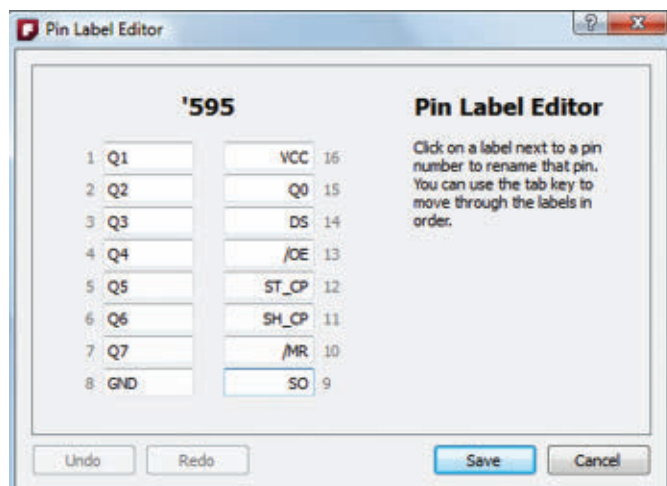 Pin Label Editor
'595
1 Q1 VCC 16
2 Q2 Q0 15
3 Q3 DS 14
4 Q4 /OE 13
5 Q5 ST_CP 12
6 Q6 SH_CP 11
7 Q7 /MR 10
8 GND SO 9
Pin Label Editor
Click on a label next to a pin
number to rename that pin.
You can use the tab key to
move through the labels in
order.
Undo Redo Save Cancel